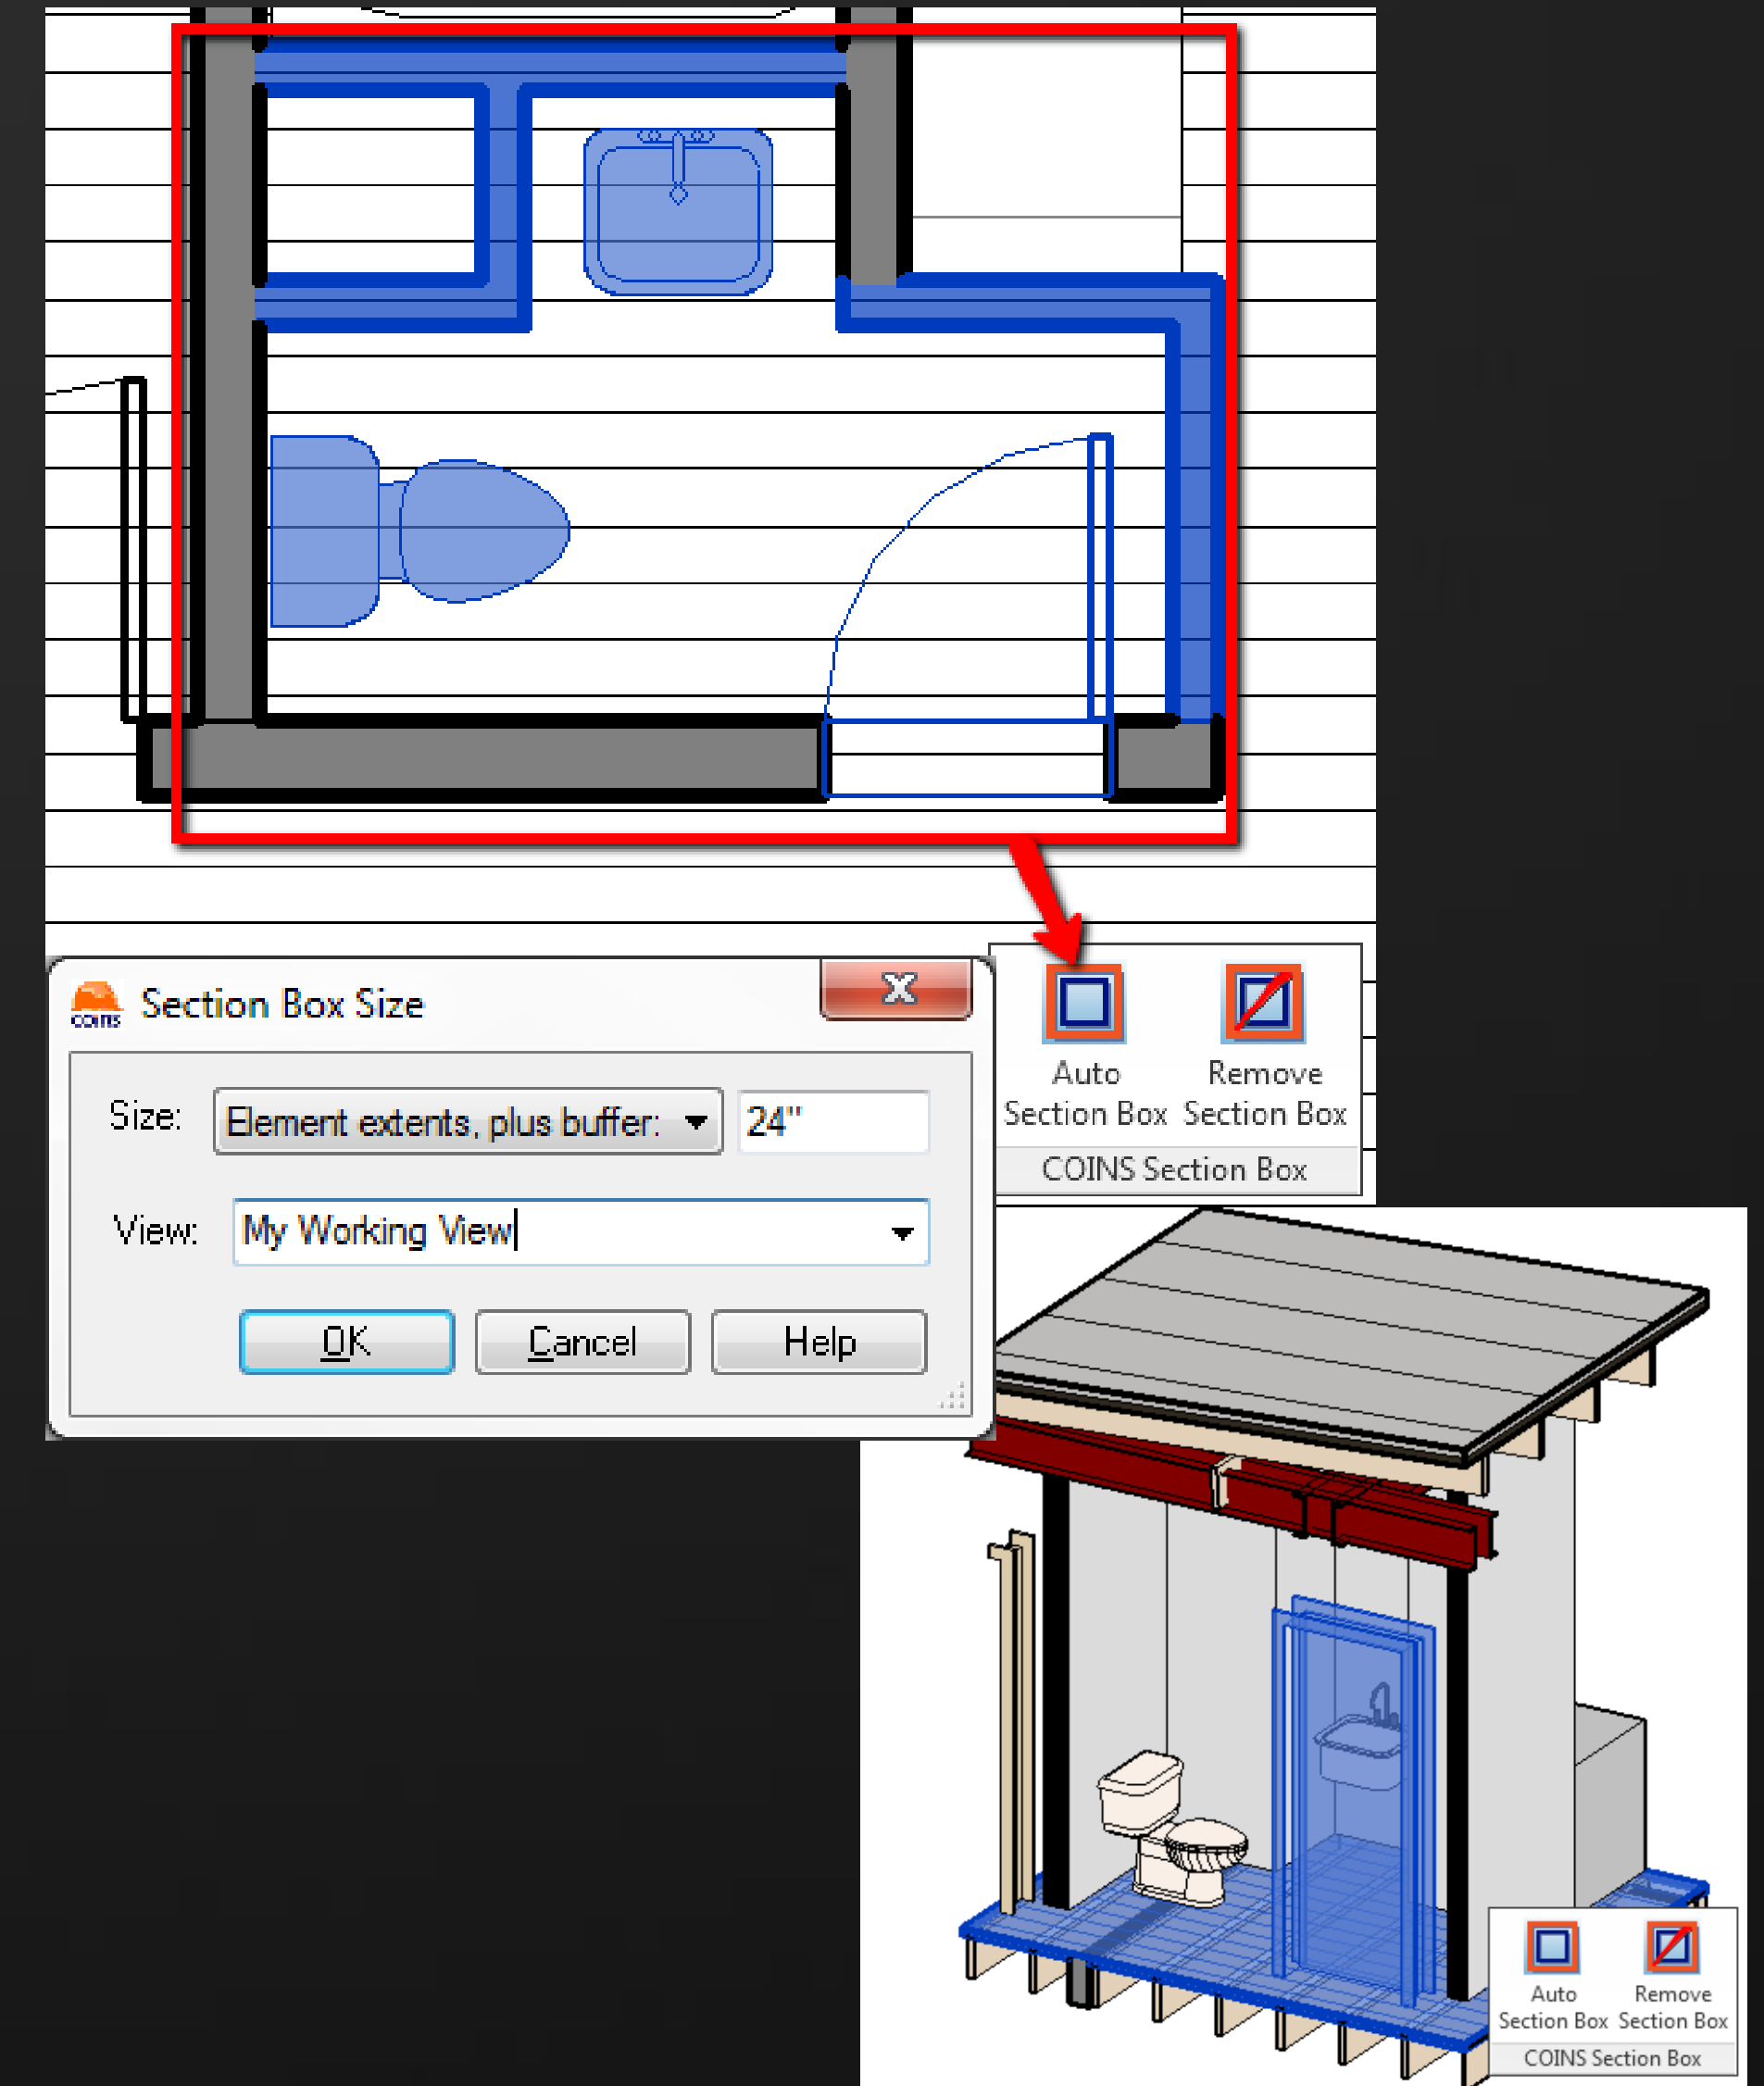 Auto
Section Box
Remove
Section Box
COINS Section Box
COINS
Section Box Size
Size: Element extents, plus buffer: 24"
View: My Working View
OK Cancel Help
Auto
Section Box
Remove
Section Box
COINS Section Box